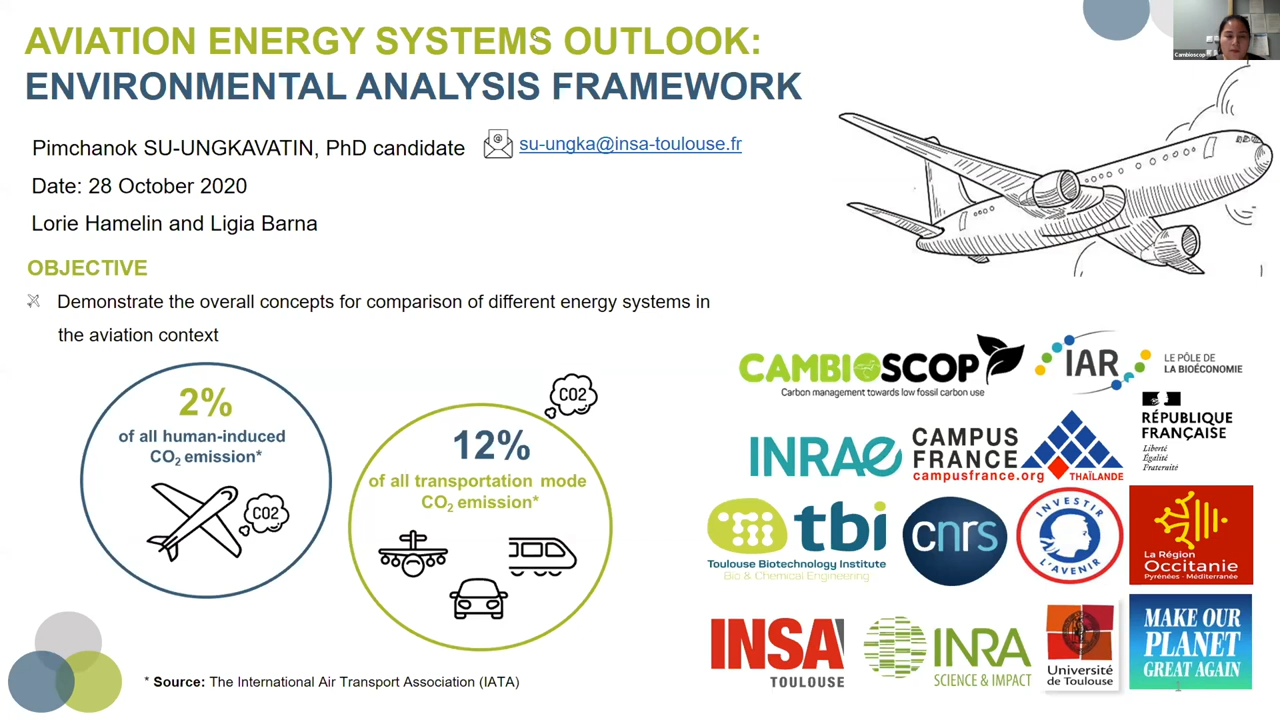 AVIATION ENERGY SYSTEMS OUTLOOK:
ENVIRONMENTAL ANALYSIS FRAMEWORK
Cambioscop
Pimchanok SU-UNGKAVATIN, PhD candidate
su-ungka@insa-toulouse.fr
Date: 28 October 2020
Lorie Hamelin and Ligia Barna
OBJECTIVE
Demonstrate the overall concepts for comparison of different energy systems in
the aviation context
2%
of all human-induced
CO2 emission*
CO2
CO2
12%
of all transportation mode
CO2 emission*
* Source: The International Air Transport Association (IATA)
CAMBIOSCOP
Carbon management towards low fossil carbon use
IAR
LE PÔLE DE
LA BIOÉCONOMIE
INRAE
CAMPUS
FRANCE
campusfrance.org
THAÏLANDE
RÉPUBLIQUE
FRANÇAISE
Liberté
Égalité
Fraternité
tbi
Toulouse Biotechnology Institute
Bio & Chemical Engineering
cnrs
INVESTIR
L'AVENIR
La Région
Occitanie
Pyrénées - Méditerranée
INSA
TOULOUSE
INRA
SCIENCE & IMPACT
Université
de Toulouse
MAKE OUR
PLANET
GREAT AGAIN
1